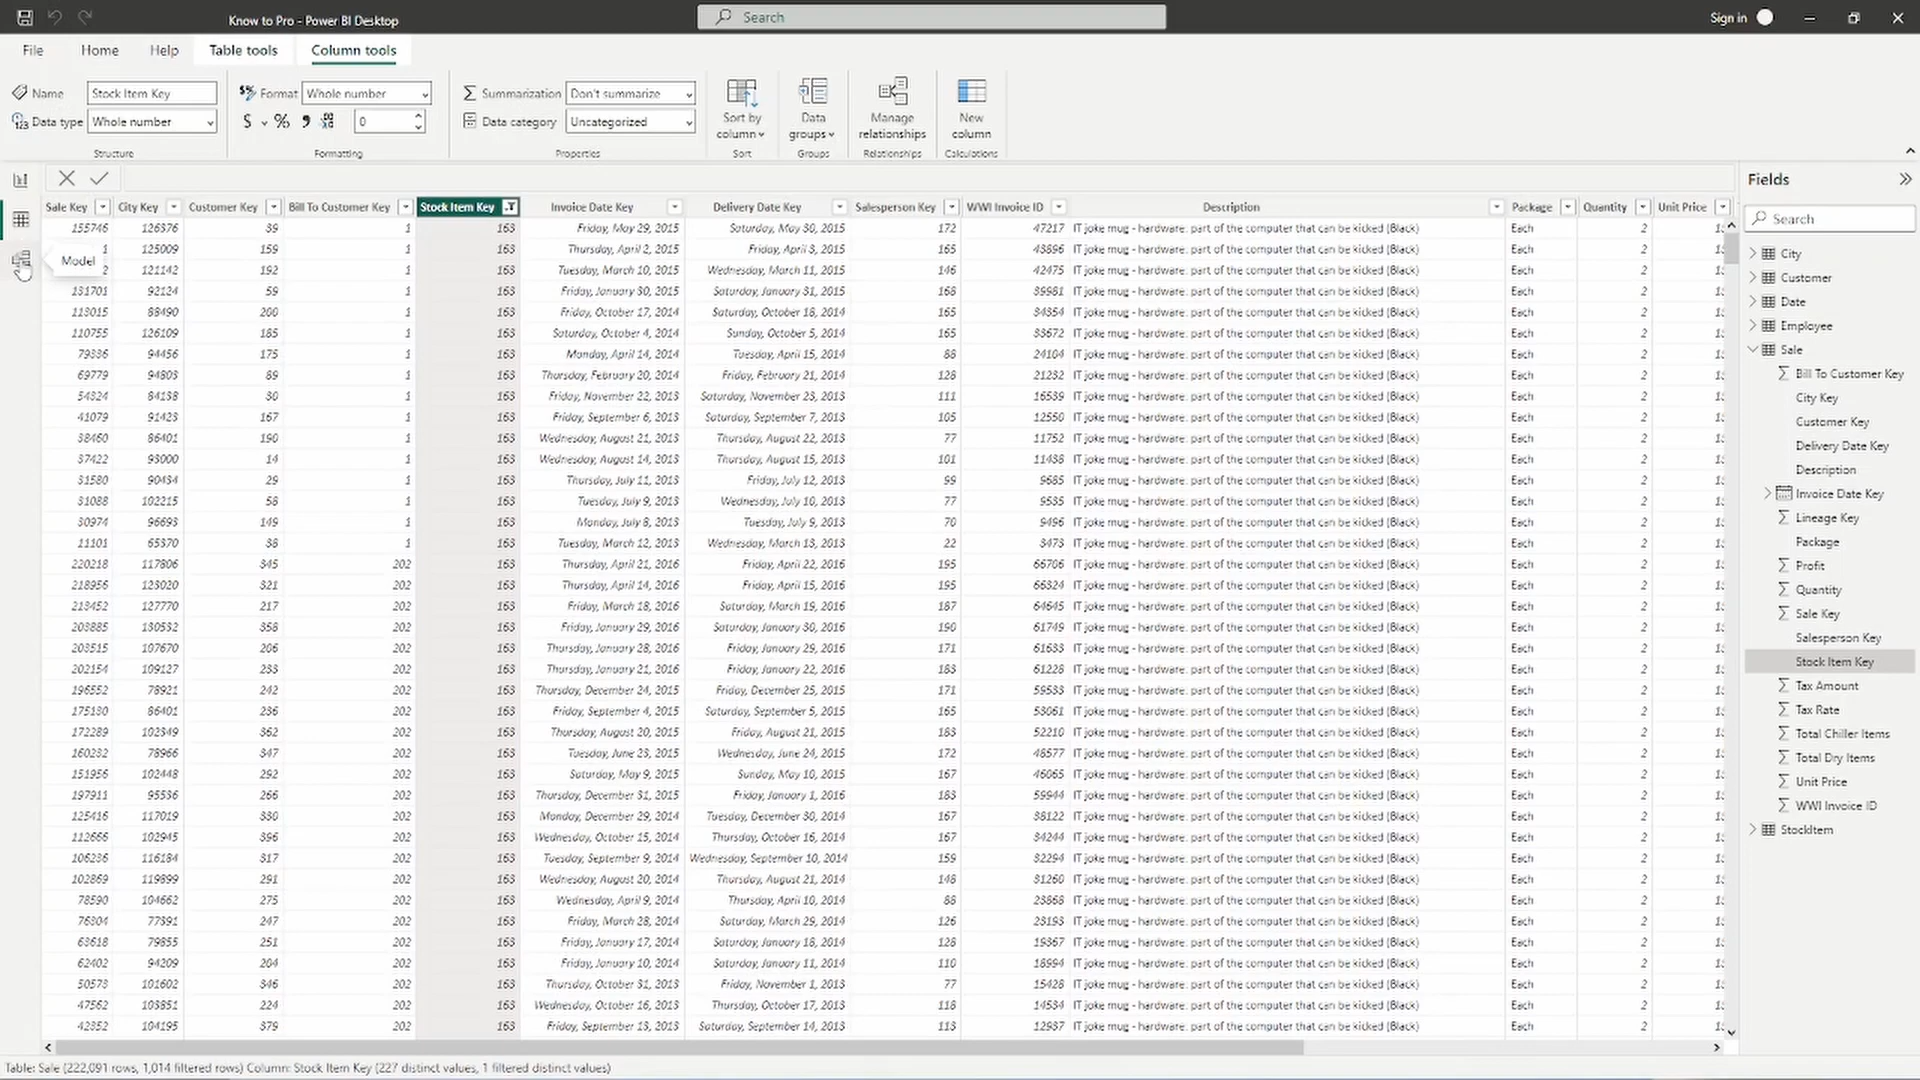 Know to Pro - Power BI Desktop
Search
Sign in
File Home Help Table tools Column tools
Name Stock Item Key
Data type Whole number
Structure
Format Whole number
$ % 0
Formatting
Summarization Don't summarize
Data category Uncategorized
Properties
Sort by column
Sort
Data groups
Groups
Manage relationships
Relationships
New column
Calculations
Model
Sale Key City Key Customer Key Bill To Customer Key Stock Item Key Invoice Date Key Delivery Date Key Salesperson Key WWI Invoice ID Description Package Quantity Unit Price
155746 126376 39 1 163 Friday, May 29, 2015 Saturday, May 30, 2015 172 47217 IT joke mug - hardware: part of the computer that can be kicked (Black) Each 2
1 125009 159 1 163 Thursday, April 2, 2015 Friday, April 3, 2015 165 43896 IT joke mug - hardware: part of the computer that can be kicked (Black) Each 2
2 121142 192 1 163 Tuesday, March 10, 2015 Wednesday, March 11, 2015 146 42475 IT joke mug - hardware: part of the computer that can be kicked (Black) Each 2
131701 92124 59 1 163 Friday, January 30, 2015 Saturday, January 31, 2015 168 39981 IT joke mug - hardware: part of the computer that can be kicked (Black) Each 2
113015 88490 200 1 163 Friday, October 17, 2014 Saturday, October 18, 2014 165 34354 IT joke mug - hardware: part of the computer that can be kicked (Black) Each 2
110755 126109 185 1 163 Saturday, October 4, 2014 Sunday, October 5, 2014 165 33672 IT joke mug - hardware: part of the computer that can be kicked (Black) Each 2
79336 94456 175 1 163 Monday, April 14, 2014 Tuesday, April 15, 2014 88 24104 IT joke mug - hardware: part of the computer that can be kicked (Black) Each 2
69779 94803 89 1 163 Thursday, February 20, 2014 Friday, February 21, 2014 128 21232 IT joke mug - hardware: part of the computer that can be kicked (Black) Each 2
54324 84138 30 1 163 Friday, November 22, 2013 Saturday, November 23, 2013 111 16539 IT joke mug - hardware: part of the computer that can be kicked (Black) Each 2
41079 91423 167 1 163 Friday, September 6, 2013 Saturday, September 7, 2013 105 12550 IT joke mug - hardware: part of the computer that can be kicked (Black) Each 2
38460 86401 190 1 163 Wednesday, August 21, 2013 Thursday, August 22, 2013 77 11752 IT joke mug - hardware: part of the computer that can be kicked (Black) Each 2
37422 93000 14 1 163 Wednesday, August 14, 2013 Thursday, August 15, 2013 101 11438 IT joke mug - hardware: part of the computer that can be kicked (Black) Each 2
31580 90434 29 1 163 Thursday, July 11, 2013 Friday, July 12, 2013 99 9685 IT joke mug - hardware: part of the computer that can be kicked (Black) Each 2
31088 102215 58 1 163 Tuesday, July 9, 2013 Wednesday, July 10, 2013 77 9535 IT joke mug - hardware: part of the computer that can be kicked (Black) Each 2
30974 96693 149 1 163 Monday, July 8, 2013 Tuesday, July 9, 2013 70 9496 IT joke mug - hardware: part of the computer that can be kicked (Black) Each 2
11101 65370 38 1 163 Tuesday, March 12, 2013 Wednesday, March 13, 2013 22 3473 IT joke mug - hardware: part of the computer that can be kicked (Black) Each 2
220218 117806 345 202 163 Thursday, April 21, 2016 Friday, April 22, 2016 195 66706 IT joke mug - hardware: part of the computer that can be kicked (Black) Each 2
218956 123020 321 202 163 Thursday, April 14, 2016 Friday, April 15, 2016 195 66324 IT joke mug - hardware: part of the computer that can be kicked (Black) Each 2
213452 127770 217 202 163 Friday, March 18, 2016 Saturday, March 19, 2016 187 64645 IT joke mug - hardware: part of the computer that can be kicked (Black) Each 2
203885 130532 358 202 163 Friday, January 29, 2016 Saturday, January 30, 2016 190 61749 IT joke mug - hardware: part of the computer that can be kicked (Black) Each 2
203515 107670 206 202 163 Thursday, January 28, 2016 Friday, January 29, 2016 171 61633 IT joke mug - hardware: part of the computer that can be kicked (Black) Each 2
202154 109127 233 202 163 Thursday, January 21, 2016 Friday, January 22, 2016 183 61228 IT joke mug - hardware: part of the computer that can be kicked (Black) Each 2
196552 78921 242 202 163 Thursday, December 24, 2015 Friday, December 25, 2015 171 59533 IT joke mug - hardware: part of the computer that can be kicked (Black) Each 2
175130 86401 236 202 163 Friday, September 4, 2015 Saturday, September 5, 2015 165 53061 IT joke mug - hardware: part of the computer that can be kicked (Black) Each 2
172289 102349 362 202 163 Thursday, August 20, 2015 Friday, August 21, 2015 183 52210 IT joke mug - hardware: part of the computer that can be kicked (Black) Each 2
160232 78966 347 202 163 Tuesday, June 23, 2015 Wednesday, June 24, 2015 172 48577 IT joke mug - hardware: part of the computer that can be kicked (Black) Each 2
151956 102448 292 202 163 Saturday, May 9, 2015 Sunday, May 10, 2015 167 46065 IT joke mug - hardware: part of the computer that can be kicked (Black) Each 2
197911 95536 266 202 163 Thursday, December 31, 2015 Friday, January 1, 2016 183 59944 IT joke mug - hardware: part of the computer that can be kicked (Black) Each 2
125416 117019 330 202 163 Monday, December 29, 2014 Tuesday, December 30, 2014 167 38122 IT joke mug - hardware: part of the computer that can be kicked (Black) Each 2
112666 102945 396 202 163 Wednesday, October 15, 2014 Thursday, October 16, 2014 167 34244 IT joke mug - hardware: part of the computer that can be kicked (Black) Each 2
106236 116184 317 202 163 Tuesday, September 9, 2014 Wednesday, September 10, 2014 159 32294 IT joke mug - hardware: part of the computer that can be kicked (Black) Each 2
102869 119899 291 202 163 Wednesday, August 20, 2014 Thursday, August 21, 2014 148 31260 IT joke mug - hardware: part of the computer that can be kicked (Black) Each 2
78590 104662 275 202 163 Wednesday, April 9, 2014 Thursday, April 10, 2014 88 23868 IT joke mug - hardware: part of the computer that can be kicked (Black) Each 2
76304 77391 247 202 163 Friday, March 28, 2014 Saturday, March 29, 2014 126 23193 IT joke mug - hardware: part of the computer that can be kicked (Black) Each 2
63618 79855 251 202 163 Friday, January 17, 2014 Saturday, January 18, 2014 128 19367 IT joke mug - hardware: part of the computer that can be kicked (Black) Each 2
62402 94209 204 202 163 Friday, January 10, 2014 Saturday, January 11, 2014 110 18994 IT joke mug - hardware: part of the computer that can be kicked (Black) Each 2
50573 101602 346 202 163 Thursday, October 31, 2013 Friday, November 1, 2013 77 15428 IT joke mug - hardware: part of the computer that can be kicked (Black) Each 2
47562 103851 224 202 163 Wednesday, October 16, 2013 Thursday, October 17, 2013 118 14534 IT joke mug - hardware: part of the computer that can be kicked (Black) Each 2
42352 104195 379 202 163 Friday, September 13, 2013 Saturday, September 14, 2013 113 12937 IT joke mug - hardware: part of the computer that can be kicked (Black) Each 2
Fields
Search
City
Customer
Date
Employee
Sale
Bill To Customer Key
City Key
Customer Key
Delivery Date Key
Description
Invoice Date Key
Lineage Key
Package
Profit
Quantity
Sale Key
Salesperson Key
Stock Item Key
Tax Amount
Tax Rate
Total Chiller Items
Total Dry Items
Unit Price
WWI Invoice ID
StockItem
Table: Sale (222,091 rows, 1,014 filtered rows) Column: Stock Item Key (227 distinct values, 1 filtered distinct values)